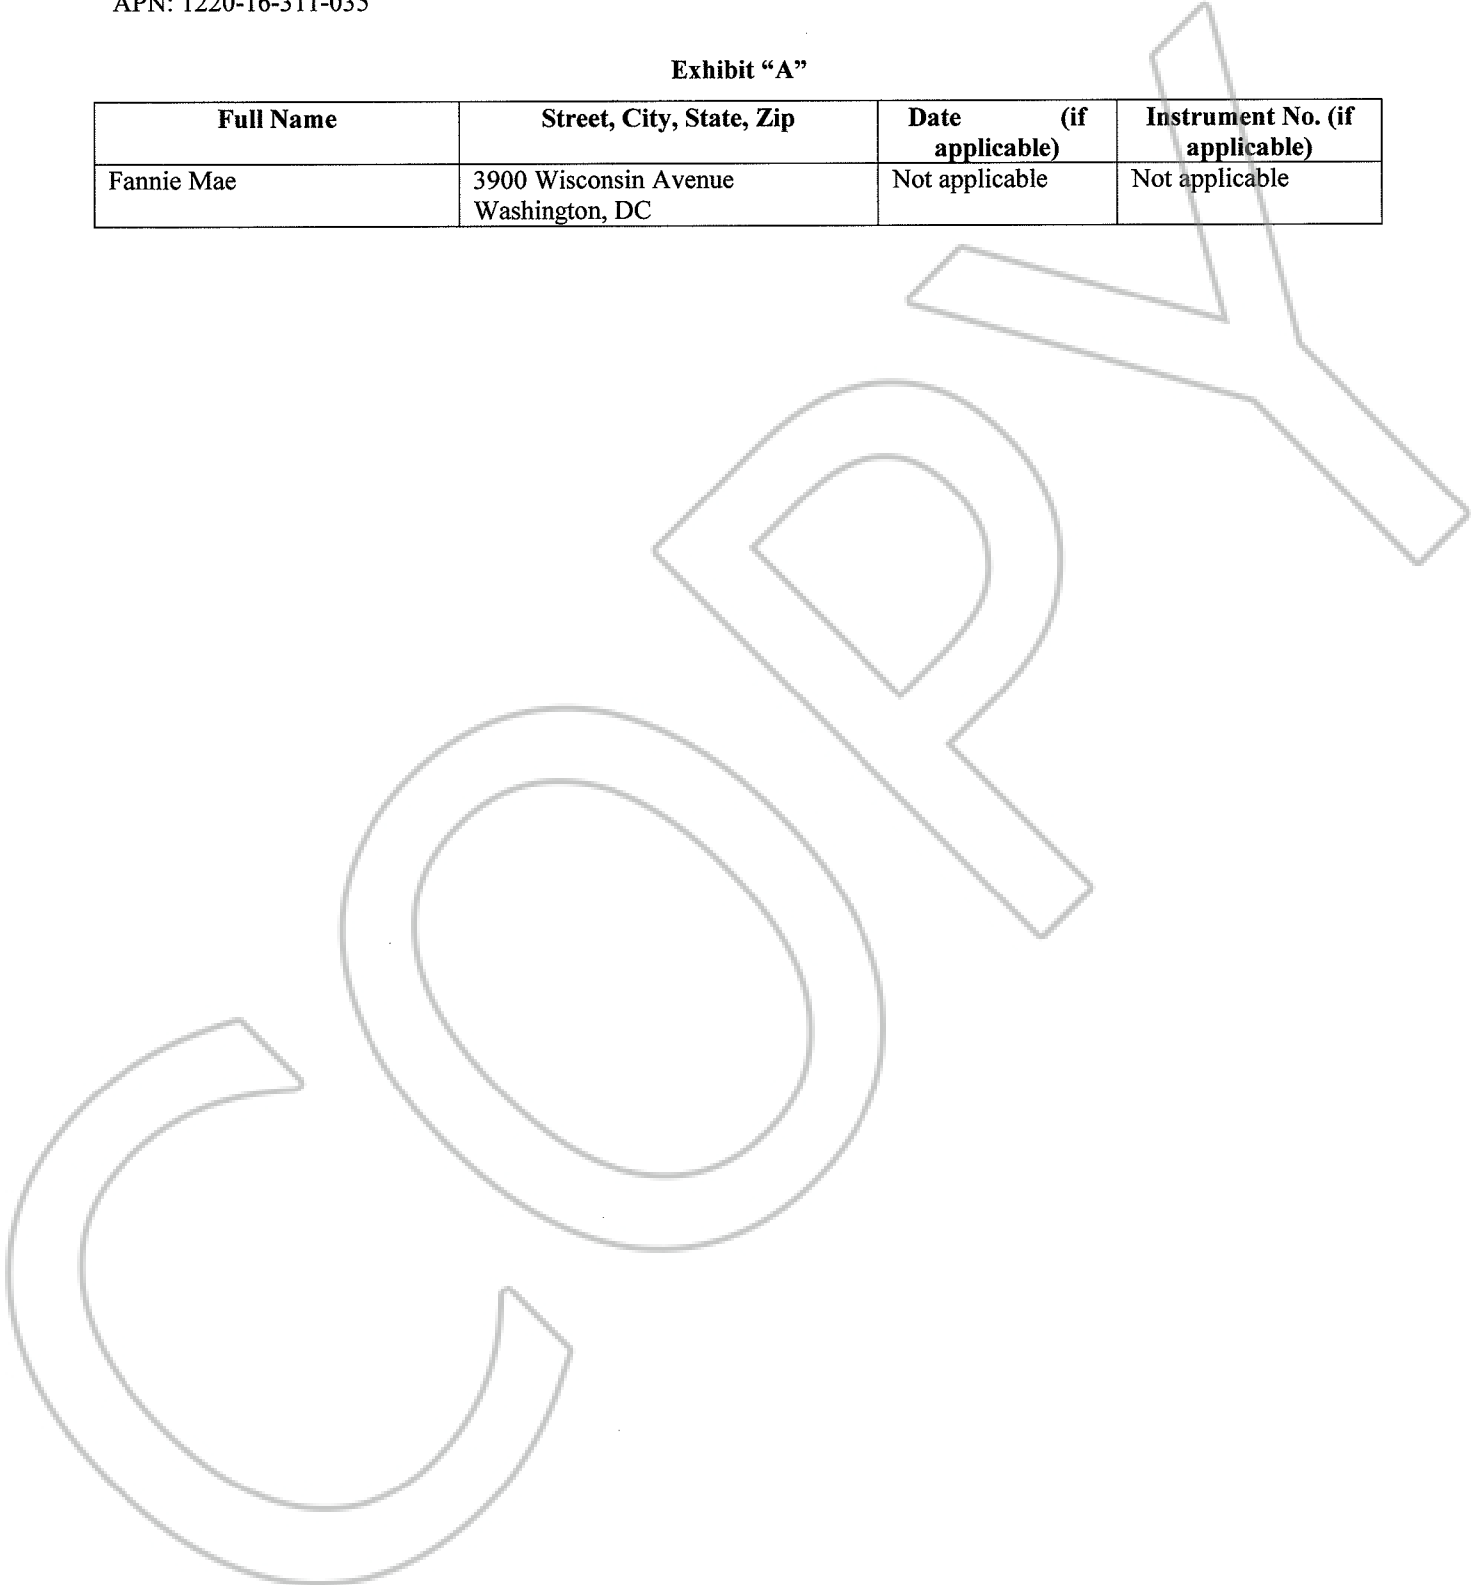 APN: 1220-16-311-035
Exhibit “A”
Full Name Street, City, State, Zip Date (if applicable) Instrument No. (if applicable)
Fannie Mae 3900 Wisconsin Avenue Not applicable Not applicable
Washington, DC
COPY